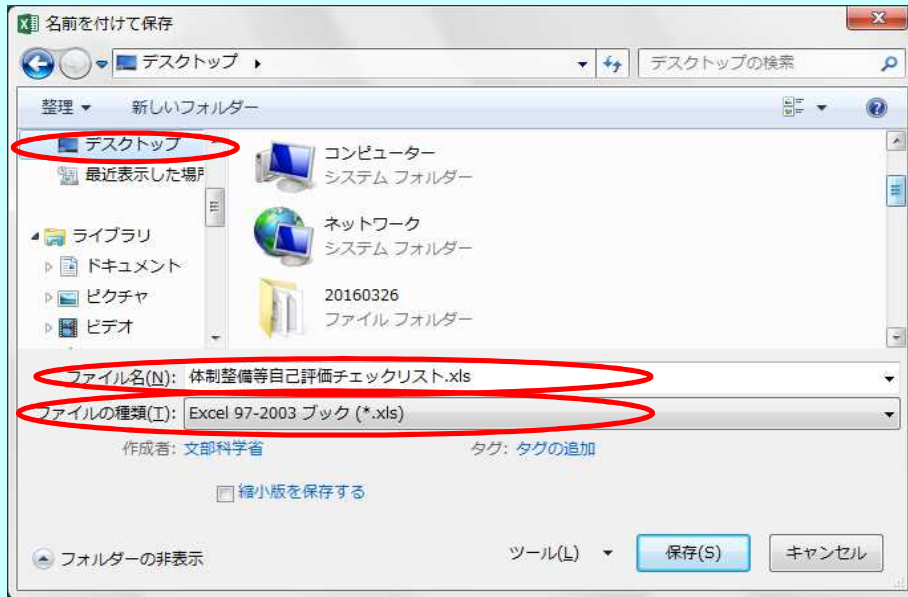 名前を付けて保存
デスクトップ
デスクトップの検索
整理
新しいフォルダー
デスクトップ
最近表示した場所
ライブラリ
ドキュメント
ピクチャ
ビデオ
コンピューター
システム フォルダー
ネットワーク
システム フォルダー
20160326
ファイル フォルダー
ファイル名(N): 体制整備等自己評価チェックリスト.xls
ファイルの種類(T): Excel 97-2003 ブック (*.xls)
作成者: 文部科学省 タグ: タグの追加
縮小版を保存する
フォルダーの非表示 ツール(L) 保存(S) キャンセル